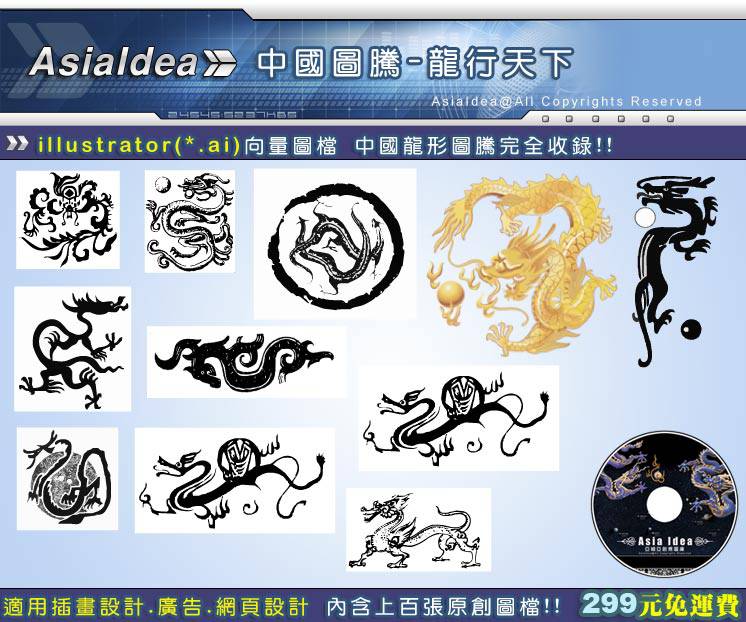 AsiaIdea 中國圖騰-龍行天下
AsiaIdea@All Copyrights Reserved
24545:5237HBS
illustrator(*.ai)向量圖檔 中國龍形圖騰完全收錄!!
Asia Idea
適用插畫設計.廣告.網頁設計 內含上百張原創圖檔!! 299元免運費